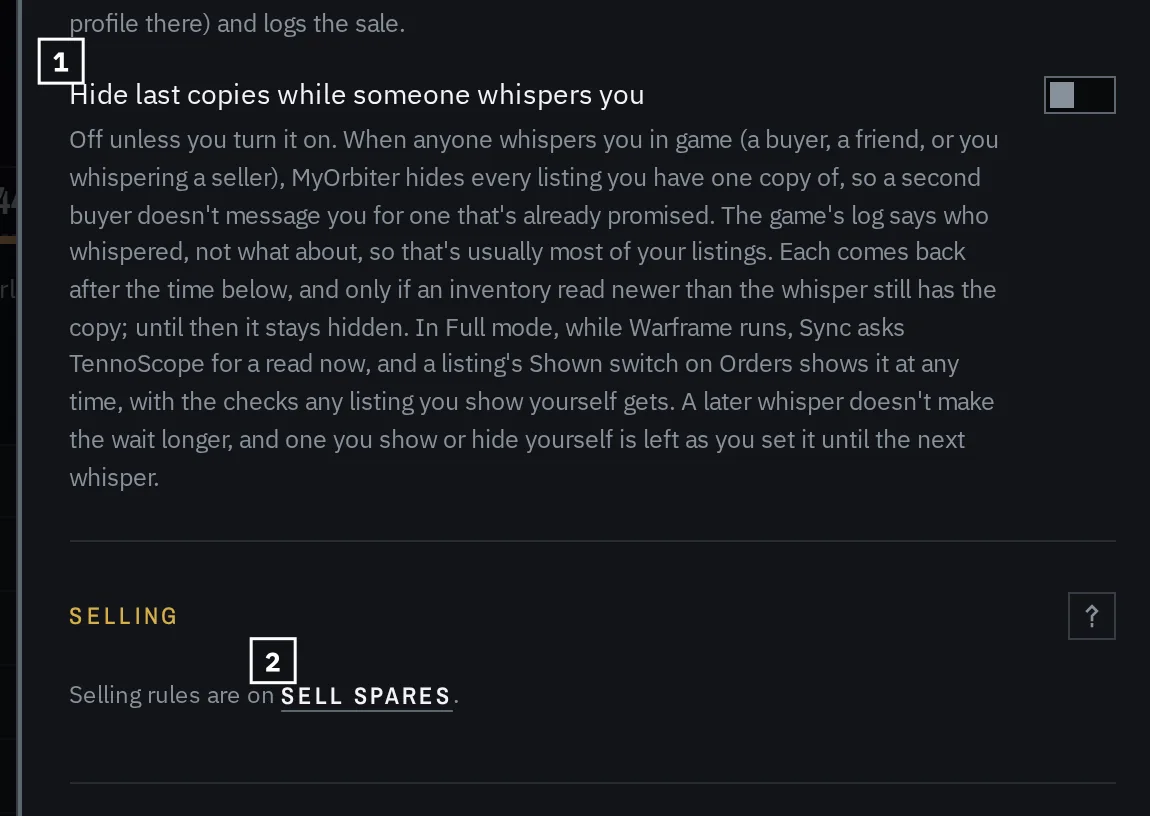 profile there) and logs the sale.
1
Hide last copies while someone whispers you
Off unless you turn it on. When anyone whispers you in game (a buyer, a friend, or you
whispering a seller), MyOrbiter hides every listing you have one copy of, so a second
buyer doesn't message you for one that's already promised. The game's log says who
whispered, not what about, so that's usually most of your listings. Each comes back
after the time below, and only if an inventory read newer than the whisper still has the
copy; until then it stays hidden. In Full mode, while Warframe runs, Sync asks
TennoScope for a read now, and a listing's Shown switch on Orders shows it at any
time, with the checks any listing you show yourself gets. A later whisper doesn't make
the wait longer, and one you show or hide yourself is left as you set it until the next
whisper.
SELLING
?
2
Selling rules are on SELL SPARES.